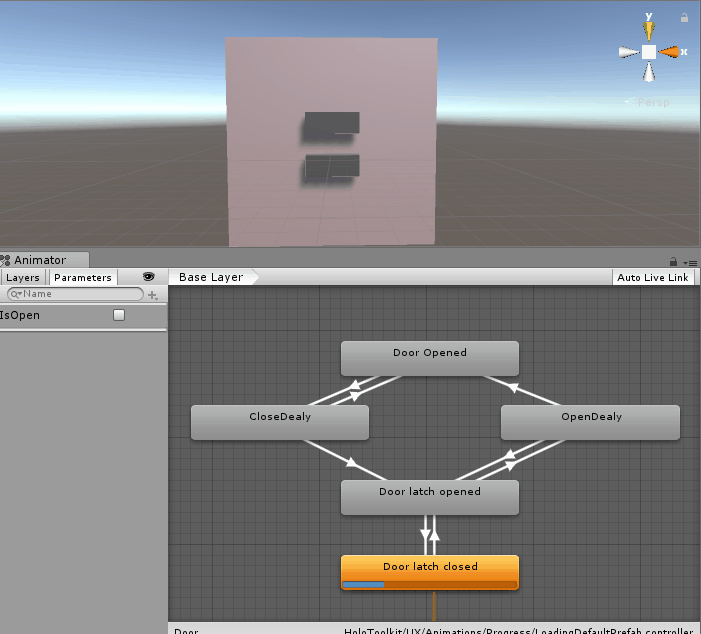 y
x
Persp
Animator
Layers
Parameters
Base Layer
Auto Live Link
Name
IsOpen
Door Opened
CloseDealy
OpenDealy
Door latch opened
Door latch closed
Door
HoloToolkit/UX/Animations/Progress/LoadingDefaultPrefab.controller